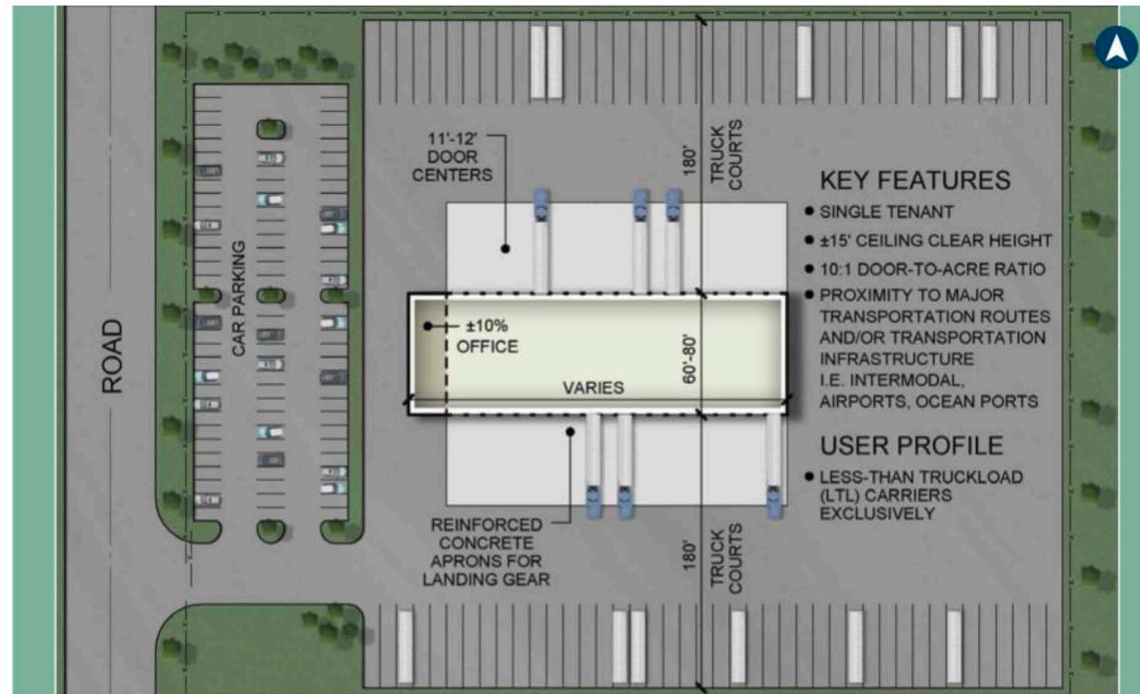 11'-12'
DOOR
CENTERS
180'
TRUCK
COURTS
KEY FEATURES
● SINGLE TENANT
● ±15' CEILING CLEAR HEIGHT
● 10:1 DOOR-TO-ACRE RATIO
● PROXIMITY TO MAJOR
TRANSPORTATION ROUTES
AND/OR TRANSPORTATION
INFRASTRUCTURE
I.E. INTERMODAL,
AIRPORTS, OCEAN PORTS
USER PROFILE
● LESS-THAN TRUCKLOAD
(LTL) CARRIERS
EXCLUSIVELY
CAR PARKING
ROAD
±10%
OFFICE
VARIES
60'-80'
REINFORCED
CONCRETE
APRONS FOR
LANDING GEAR
180'
TRUCK
COURTS